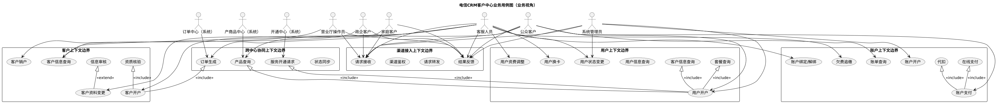 电信CRM客户中心业务用例图（业务视角）
订单中心（系统）
产商品中心（系统）
开通中心（系统）
营业厅操作员
政企客户
家庭客户
客服人员
公众客户
系统管理员
客户上下文边界
客户销户
客户信息查询
信息审核
资质核验
«extend»
«include»
客户资料变更
客户开户
跨中心协同上下文边界
订单生成
产品查询
服务开通请求
状态同步
«include»
«include»
«include»
渠道接入上下文边界
请求接收
渠道鉴权
请求转发
结果反馈
用户上下文边界
用户资费调整
用户换卡
用户状态变更
用户信息查询
客户信息查询
套餐查询
«include»
«include»
用户开户
账户上下文边界
账户绑定/解绑
欠费追缴
账单查询
账户开户
代扣
在线支付
«include»
«include»
账户支付